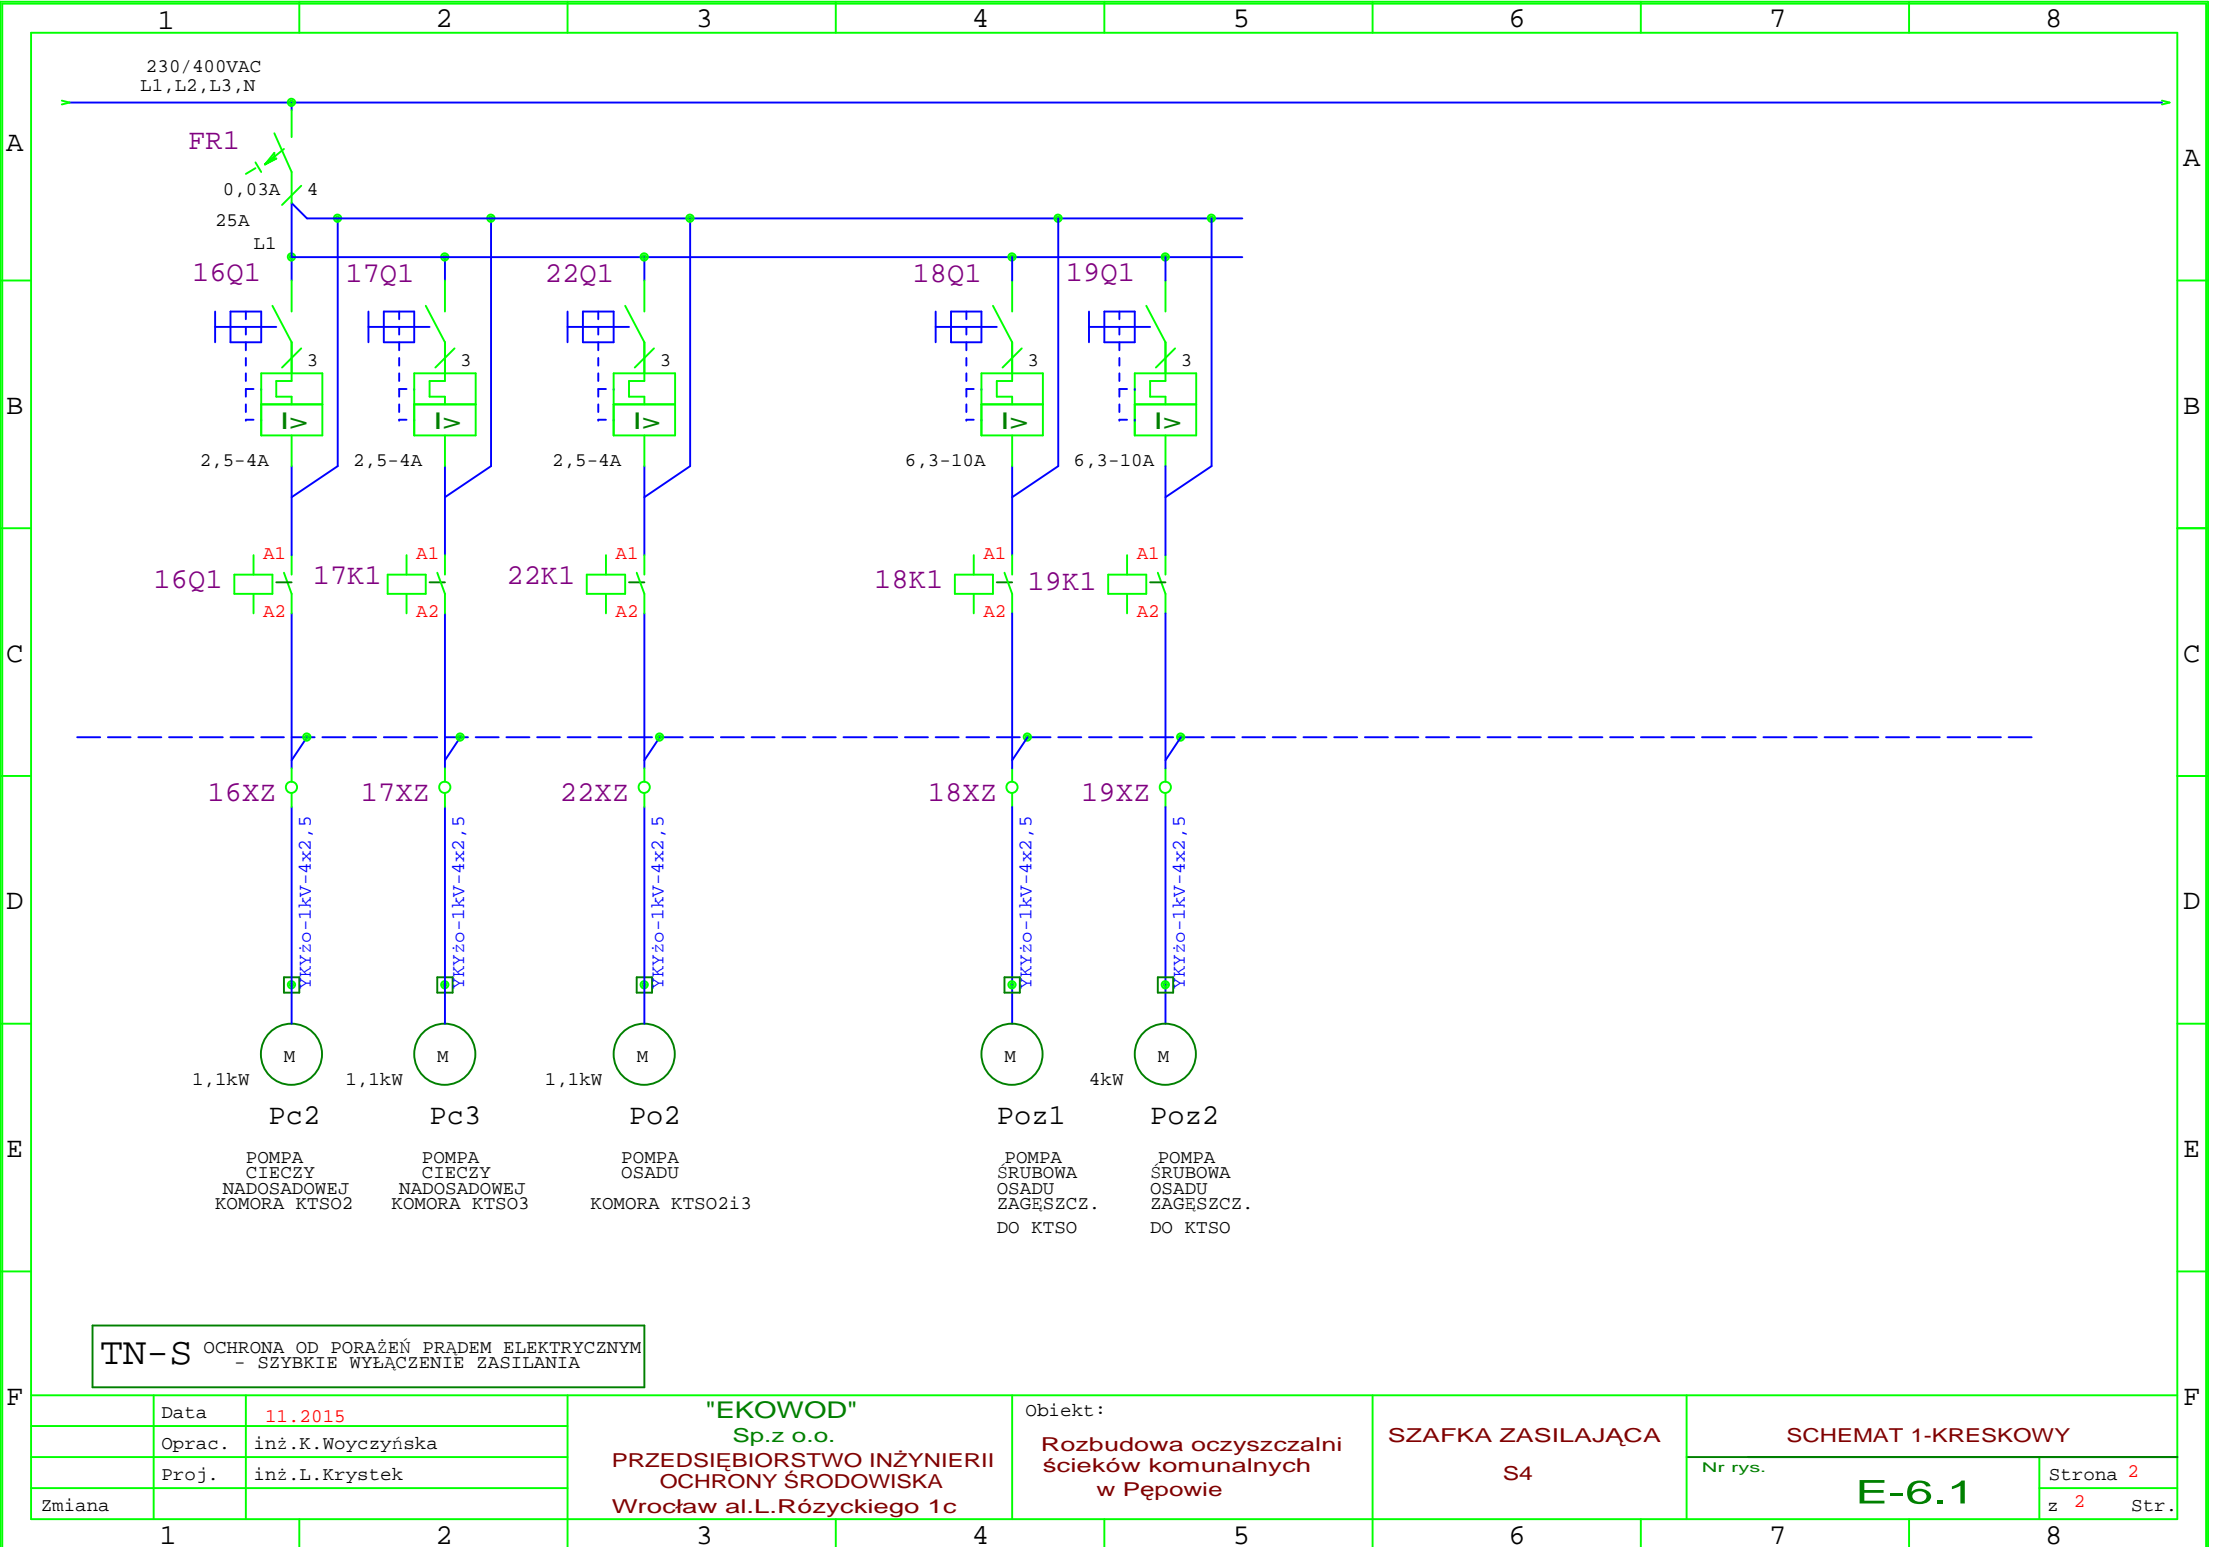 1 2 3 4 5 6 7 8
230/400VAC
L1,L2,L3,N
A A
FR1
0,03A 4
25A
L1
16Q1 17Q1 22Q1 18Q1 19Q1
3 3 3 3 3
B B
I> I> I> I> I>
2,5-4A 2,5-4A 2,5-4A 6,3-10A 6,3-10A
A1 A1 A1 A1 A1
16Q1 17K1 22K1 18K1 19K1
A2 A2 A2 A2 A2
C C
16XZ 17XZ 22XZ 18XZ 19XZ
YKYżo-1kV-4x2,5 YKYżo-1kV-4x2,5 YKYżo-1kV-4x2,5 YKYżo-1kV-4x2,5 YKYżo-1kV-4x2,5
D D
M M M M M
1,1kW 1,1kW 1,1kW 4kW
Pc2 Pc3 Po2 Poz1 Poz2
E E
POMPA
CIECZY
NADOSADOWEJ
KOMORA KTSO2
POMPA
CIECZY
NADOSADOWEJ
KOMORA KTSO3
POMPA
OSADU
KOMORA KTSO2i3
POMPA
ŚRUBOWA
OSADU
ZAGĘSZCZ.
DO KTSO
POMPA
ŚRUBOWA
OSADU
ZAGĘSZCZ.
DO KTSO
TN-S OCHRONA OD PORAŻEŃ PRĄDEM ELEKTRYCZNYM
- SZYBKIE WYŁĄCZENIE ZASILANIA
F F
Data 11.2015
Oprac. inż.K.Woyczyńska
Proj. inż.L.Krystek
Zmiana
"EKOWOD"
Sp.z o.o.
PRZEDSIĘBIORSTWO INŻYNIERII
OCHRONY ŚRODOWISKA
Wrocław al.L.Rózyckiego 1c
Obiekt:
Rozbudowa oczyszczalni
ścieków komunalnych
w Pępowie
SZAFKA ZASILAJĄCA
S4
SCHEMAT 1-KRESKOWY
Nr rys.
E-6.1
Strona 2
z 2 Str.
1 2 3 4 5 6 7 8